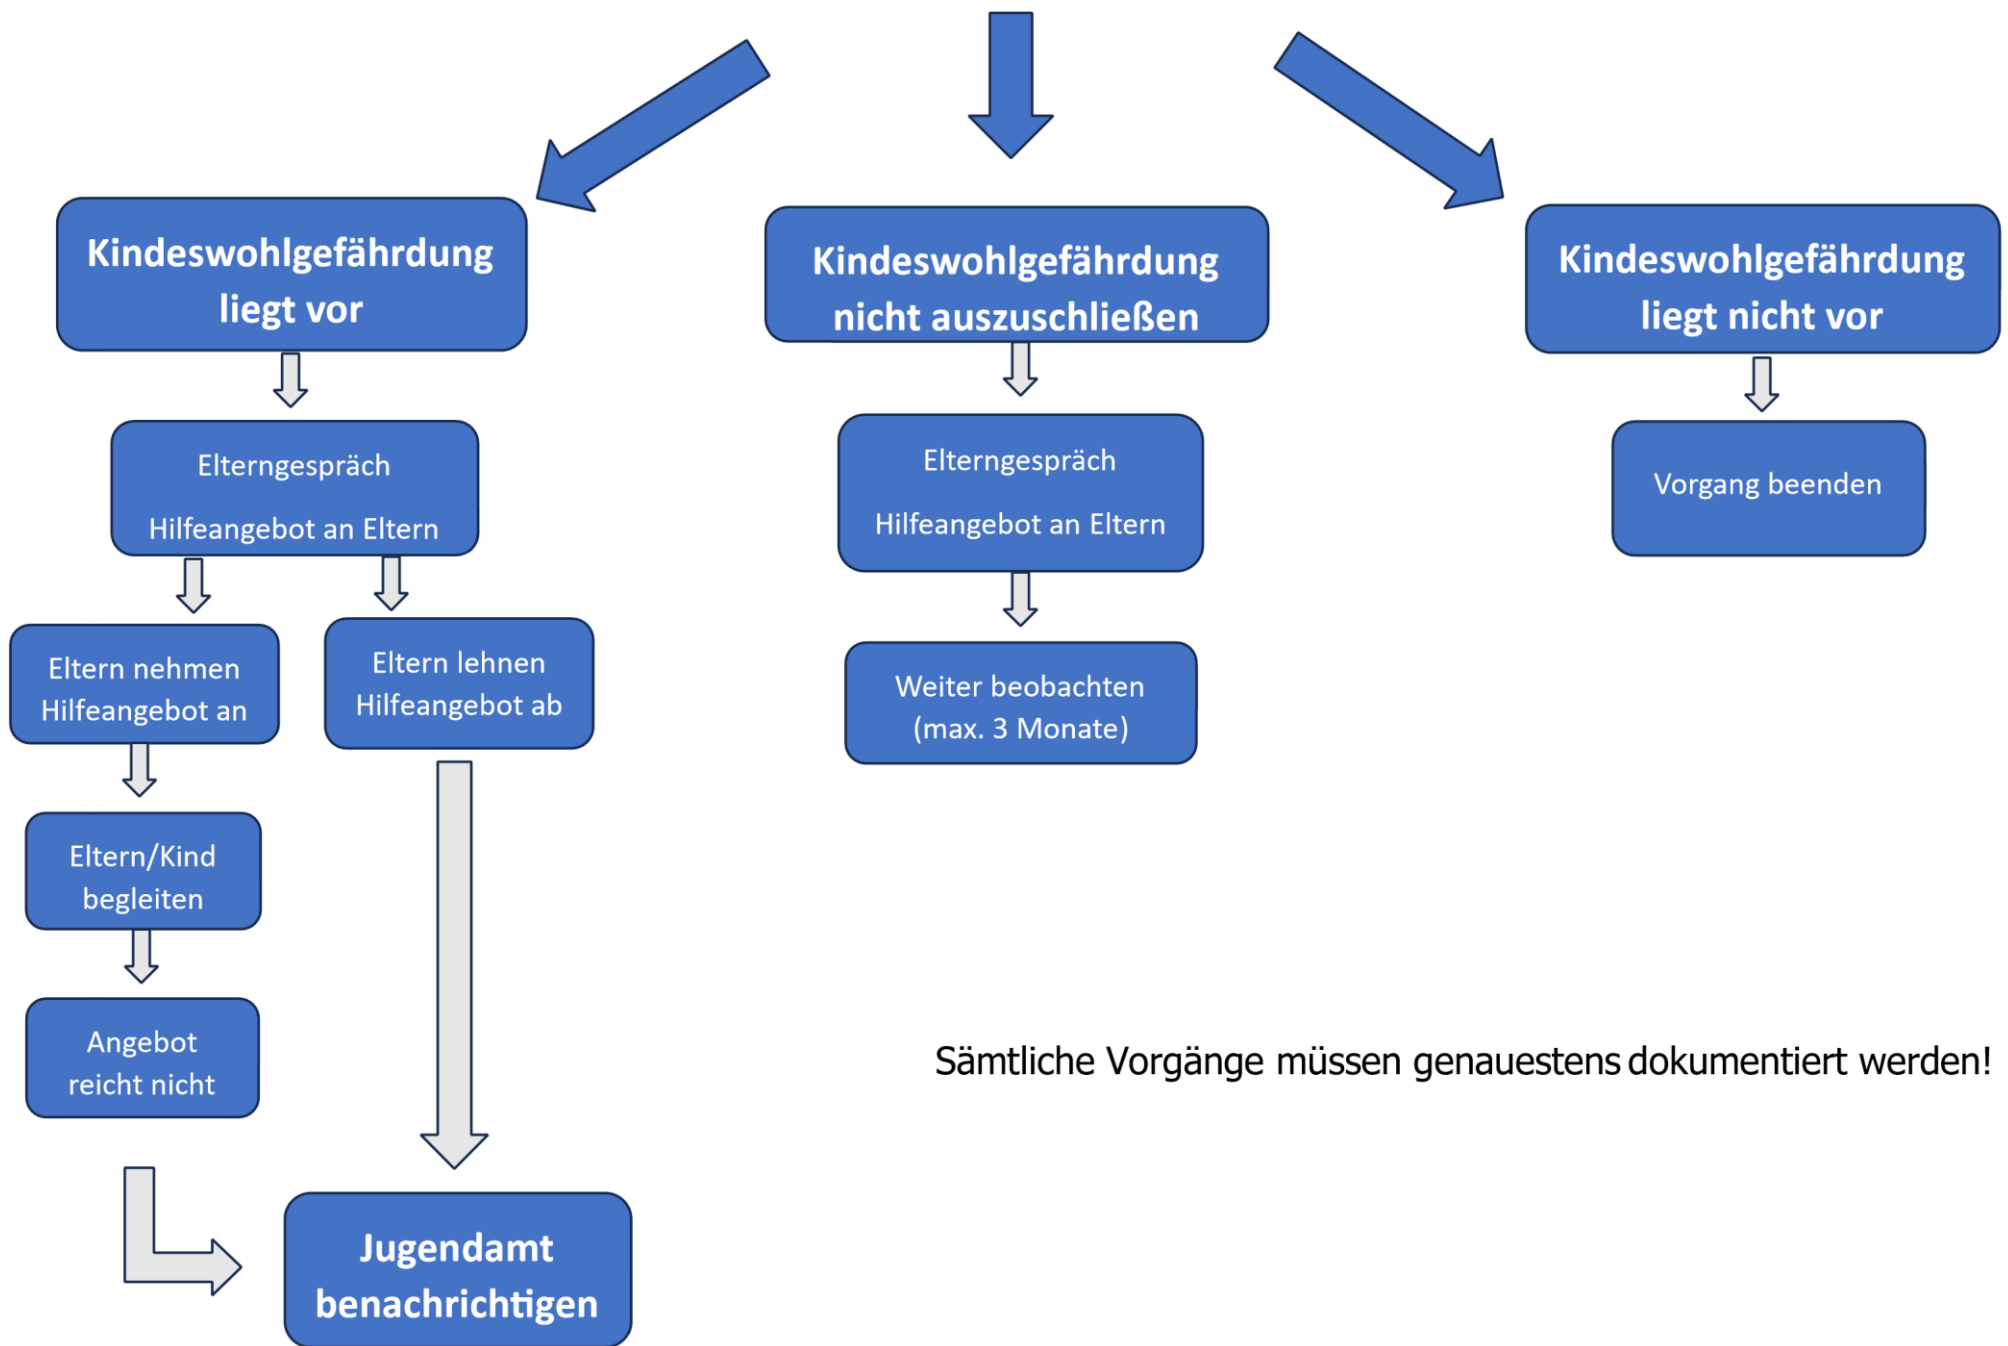 Kindeswohlgefährdung
liegt vor
Kindeswohlgefährdung
nicht auszuschließen
Kindeswohlgefährdung
liegt nicht vor
Elterngespräch
Hilfeangebot an Eltern
Elterngespräch
Hilfeangebot an Eltern
Vorgang beenden
Eltern nehmen
Hilfeangebot an
Eltern lehnen
Hilfeangebot ab
Weiter beobachten
(max. 3 Monate)
Eltern/Kind
begleiten
Angebot
reicht nicht
Sämtliche Vorgänge müssen genauestens dokumentiert werden!
Jugendamt
benachrichtigen